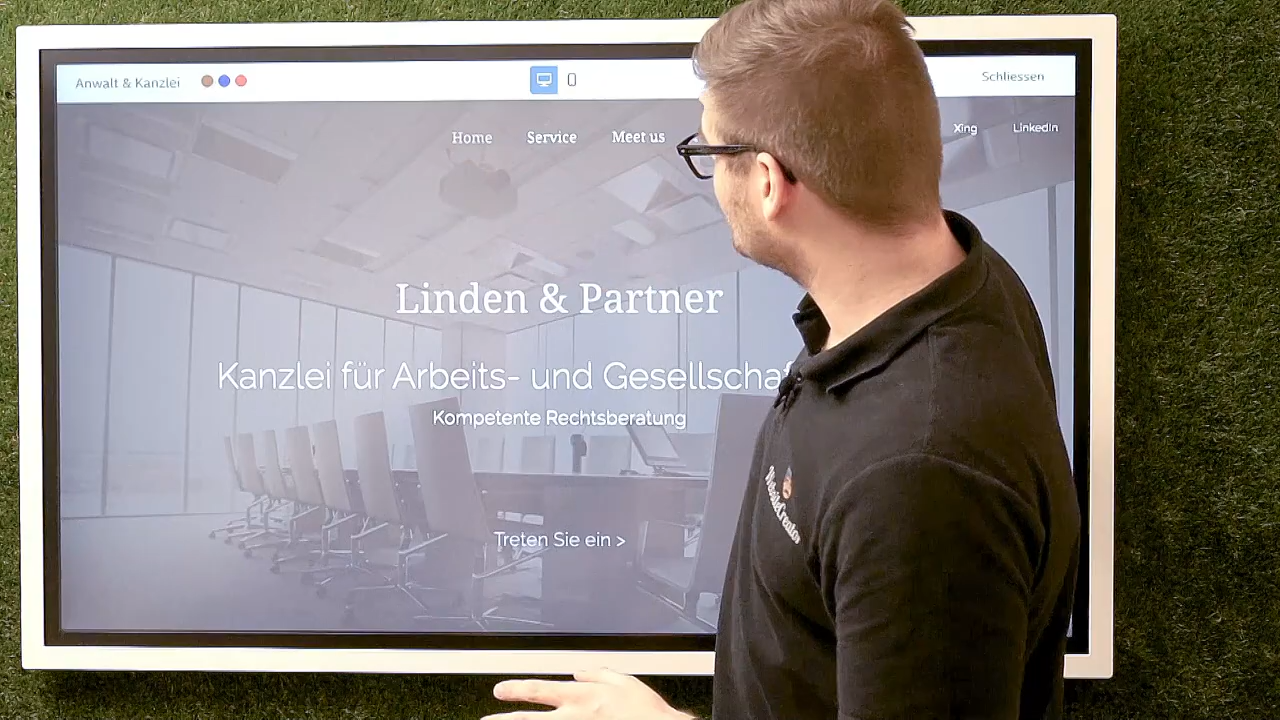 Anwalt & Kanzlei
Schliessen
Home Service Meet us
Xing LinkedIn
Linden & Partner
Kanzlei für Arbeits- und
Kompetente Rechtsberatung
Treten Sie ein >
WebsiteCreator